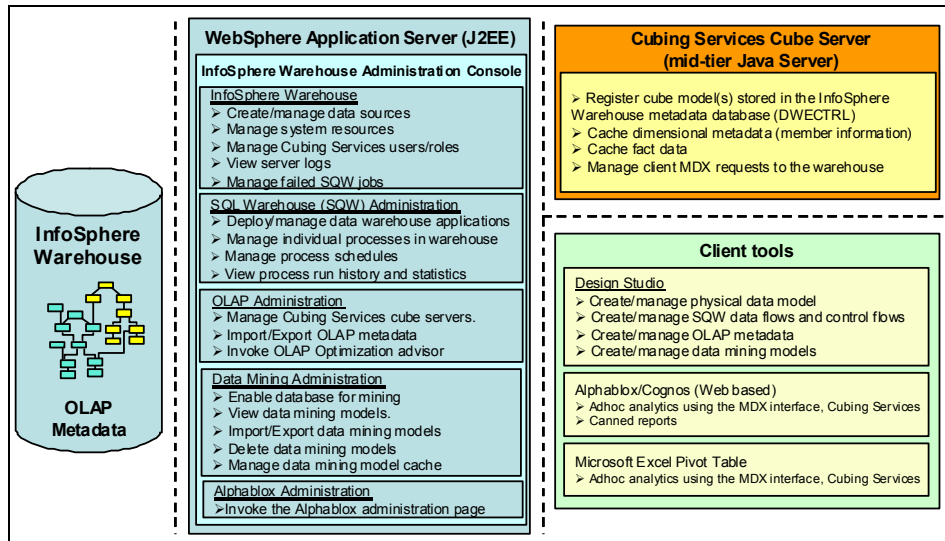 InfoSphere
Warehouse
OLAP
Metadata
WebSphere Application Server (J2EE)
InfoSphere Warehouse Administration Console
InfoSphere Warehouse
➢ Create/manage data sources
➢ Manage system resources
➢ Manage Cubing Services users/roles
➢ View server logs
➢ Manage failed SQW jobs
SQL Warehouse (SQW) Administration
➢ Deploy/manage data warehouse applications
➢ Manage individual processes in warehouse
➢ Manage process schedules
➢ View process run history and statistics
OLAP Administration
➢ Manage Cubing Services cube servers.
➢ Import/Export OLAP metadata
➢ Invoke OLAP Optimization advisor
Data Mining Administration
➢ Enable database for mining
➢ View data mining models.
➢ Import/Export data mining models
➢ Delete data mining models
➢ Manage data mining model cache
Alphablox Administration
➢Invoke the Alphablox administration page
Cubing Services Cube Server
(mid-tier Java Server)
➢ Register cube model(s) stored in the InfoSphere
Warehouse metadata database (DWECTRL)
➢ Cache dimensional metadata (member information)
➢ Cache fact data
➢ Manage client MDX requests to the warehouse
Client tools
Design Studio
➢ Create/manage physical data model
➢ Create/manage SQW data flows and control flows
➢ Create/manage OLAP metadata
➢ Create/manage data mining models
Alphablox/Cognos (Web based)
➢ Adhoc analytics using the MDX interface, Cubing Services
➢ Canned reports
Microsoft Excel Pivot Table
➢ Adhoc analytics using the MDX interface, Cubing Services